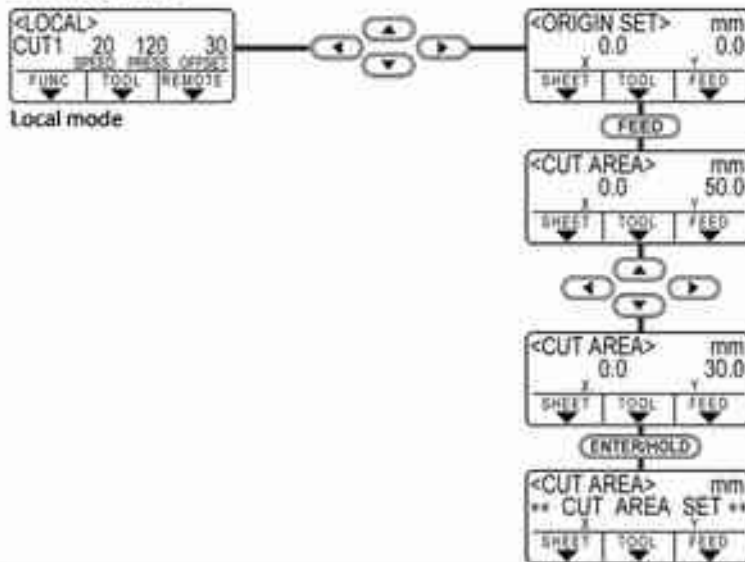 <LOCAL>
CUT1 20 120 30
SPEED PRESS OFFSET
FUNC TOOL REMOTE
Local mode
<ORIGIN SET> mm
0.0 0.0
X Y
SHEET TOOL FEED
FEED
<CUT AREA> mm
0.0 50.0
X Y
SHEET TOOL FEED
<CUT AREA> mm
0.0 30.0
X Y
SHEET TOOL FEED
ENTER/HOLD
<CUT AREA> mm
** CUT AREA SET **
X Y
SHEET TOOL FEED